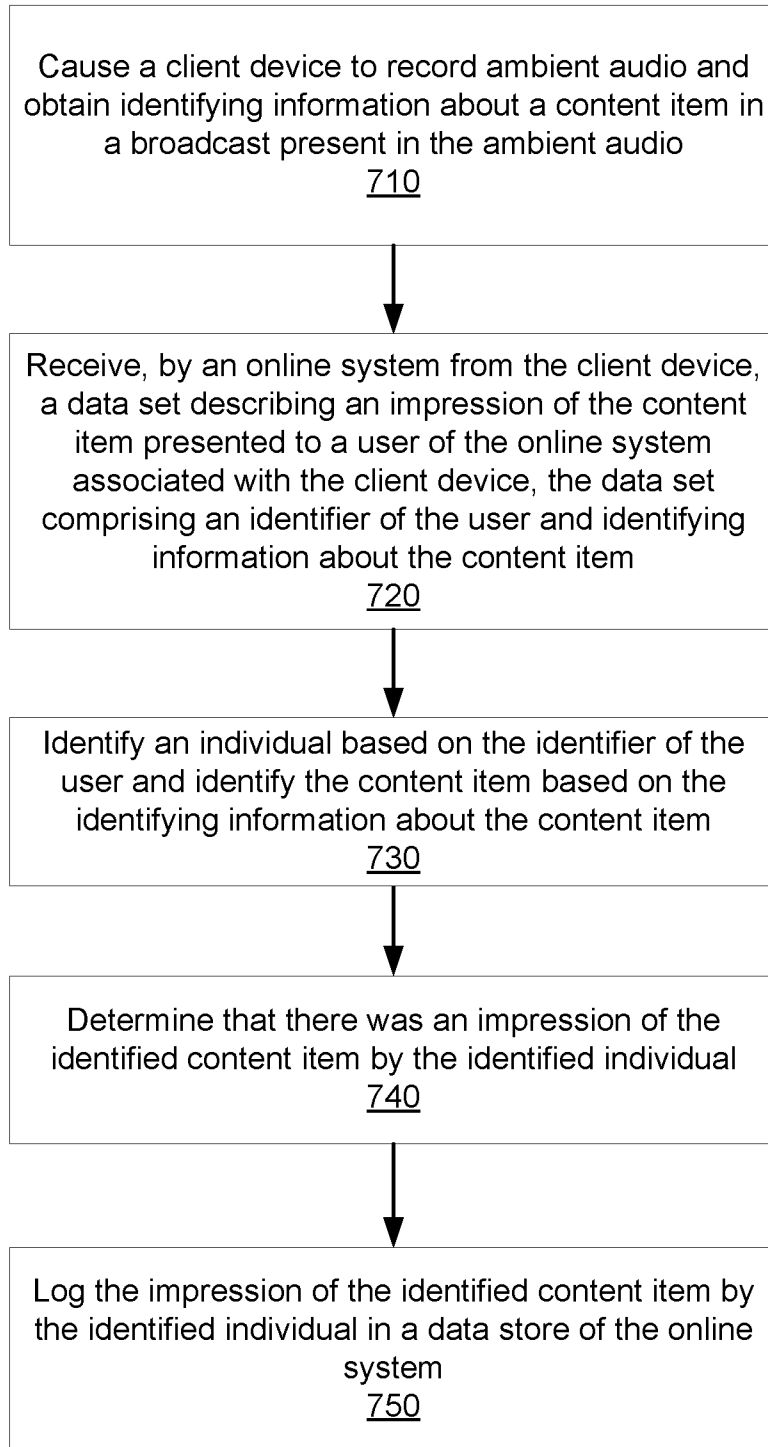 Cause a client device to record ambient audio and
obtain identifying information about a content item in
a broadcast present in the ambient audio
710
Receive, by an online system from the client device,
a data set describing an impression of the content
item presented to a user of the online system
associated with the client device, the data set
comprising an identifier of the user and identifying
information about the content item
720
Identify an individual based on the identifier of the
user and identify the content item based on the
identifying information about the content item
730
Determine that there was an impression of the
identified content item by the identified individual
740
Log the impression of the identified content item by
the identified individual in a data store of the online
system
750